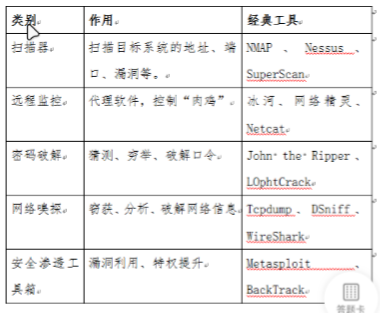 类别 作用 经典工具
扫描器 扫描目标系统的地址、端 NMAP 、 Nessus 、
口、漏洞等。 SuperScan
远程监控 代理软件，控制“肉鸡” 冰河、网络精灵、
Netcat
密码破解 猜测、穷举、破解口令 John the Ripper 、
L0phtCrack
网络嗅探 窃获、分析、破解网络信息 Tcpdump 、 DSniff 、
WireShark
安全渗透工 漏洞利用、特权提升 Metasploit 、
具箱 BackTrack
答题卡